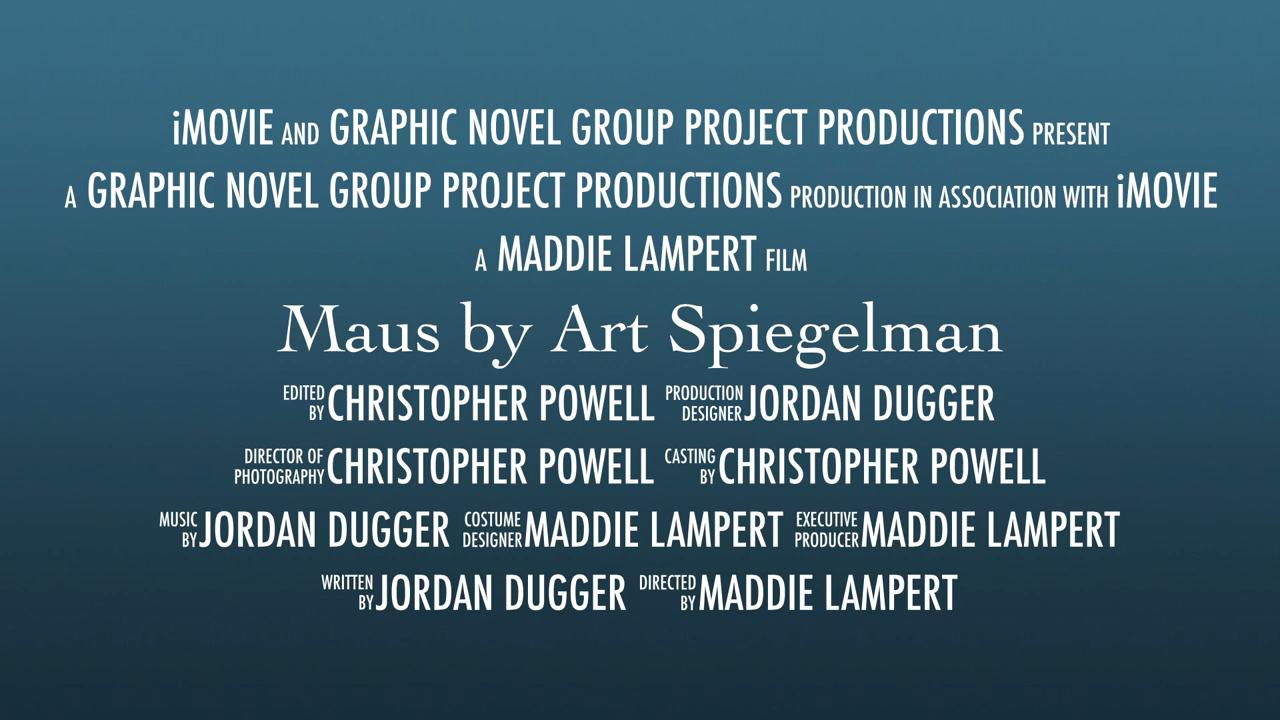 iMOVIE AND GRAPHIC NOVEL GROUP PROJECT PRODUCTIONS PRESENT
A GRAPHIC NOVEL GROUP PROJECT PRODUCTIONS PRODUCTION IN ASSOCIATION WITH iMOVIE
A MADDIE LAMPERT FILM
Maus by Art Spiegelman
EDITED BY CHRISTOPHER POWELL PRODUCTION DESIGNER JORDAN DUGGER
DIRECTOR OF PHOTOGRAPHY CHRISTOPHER POWELL CASTING BY CHRISTOPHER POWELL
MUSIC BY JORDAN DUGGER COSTUME DESIGNER MADDIE LAMPERT EXECUTIVE PRODUCER MADDIE LAMPERT
WRITTEN BY JORDAN DUGGER DIRECTED BY MADDIE LAMPERT